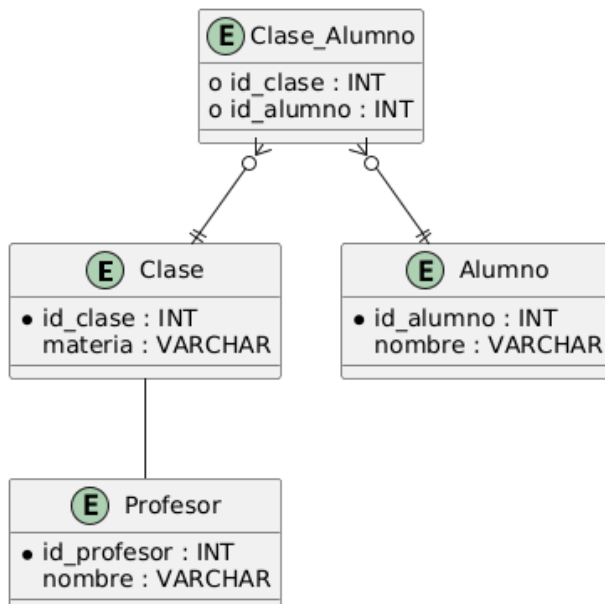 E Clase_Alumno
o id_clase : INT
o id_alumno : INT
E Clase
id_clase : INT
materia : VARCHAR
E Alumno
id_alumno : INT
nombre : VARCHAR
E Profesor
id_profesor : INT
nombre : VARCHAR